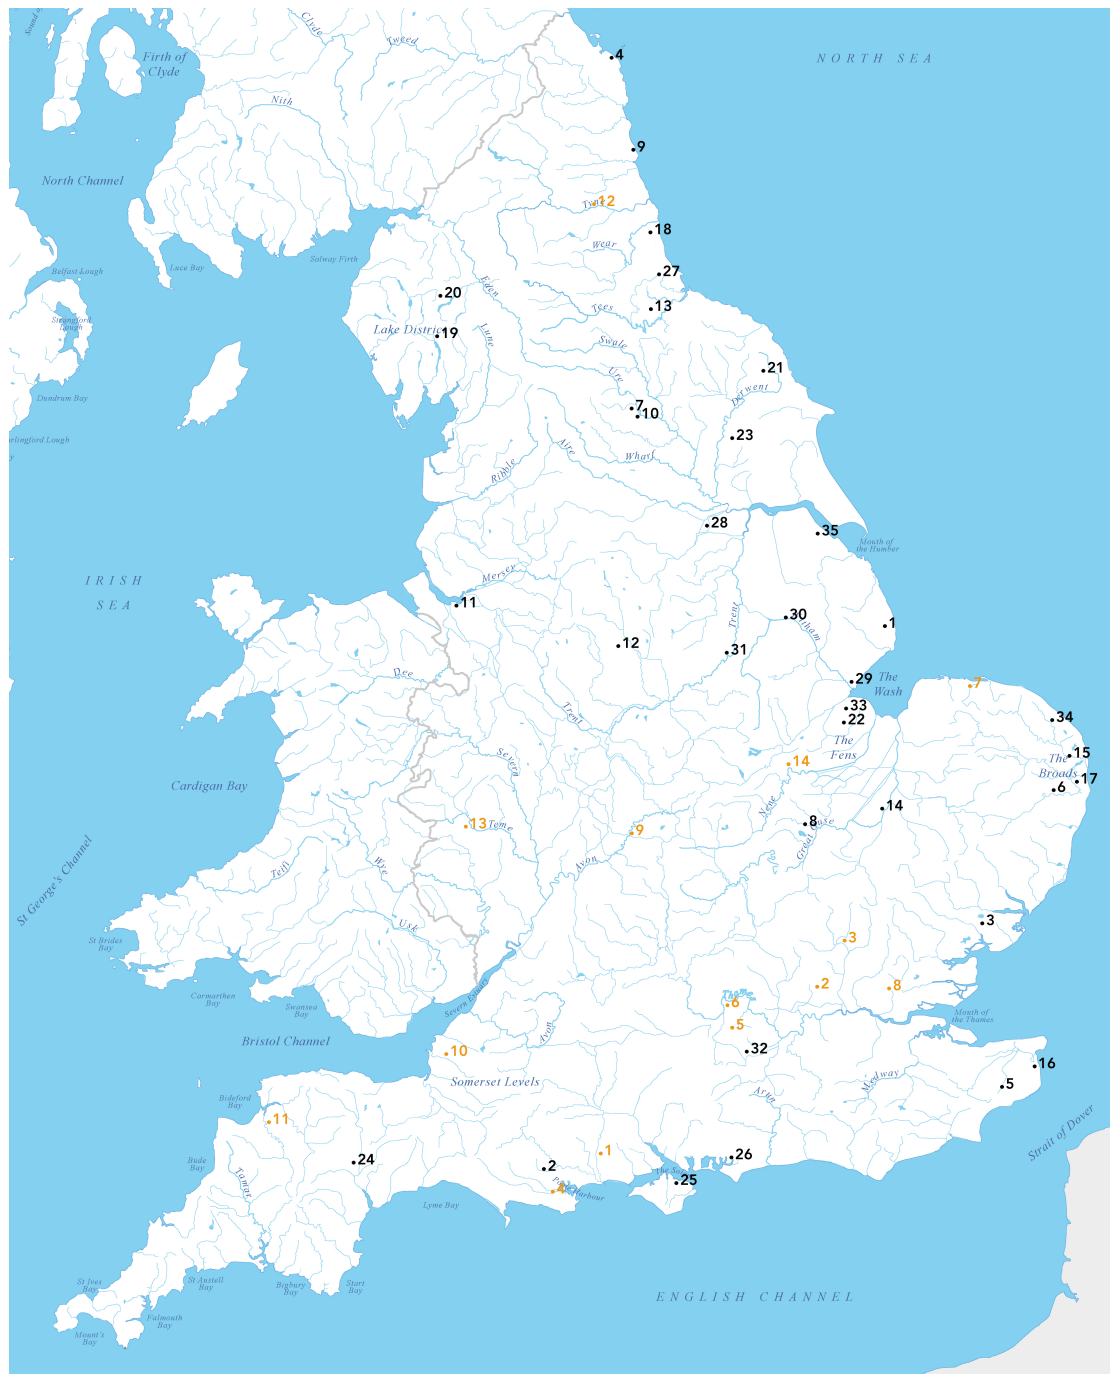 Sound of
Clyde
Tweed
4
NORTH SEA
Firth of
Clyde
Nith
9
North Channel
Tyne
12
18
Wear
Luce Bay
Solway Firth
Belfast Lough
27
Eden
20
Tees
13
Strangford
Lough
Lake District
19
Lune
Swale
Ure
21
Derwent
Dundrum Bay
7
10
23
Aire
Wharf
Ribble
28
35
Mouth of
the Humber
IRISH
SEA
Mersey
11
Trent
30
1
12
31
Dee
29
The
Wash
7
33
22
34
Trent
The
Fens
Severn
14
15
The
Broads
17
6
Cardigan Bay
Nene
14
8
Great Ouse
13
Teme
9
Avon
Teifi
Wye
St George's Channel
Usk
3
St Brides
Bay
3
Carmarthen
Bay
Swansea
Bay
Severn Estuary
Thame
6
2
8
Mouth of
the Thames
5
Avon
Bristol Channel
10
32
16
Somerset Levels
Medway
5
Arun
Bideford
Bay
11
Strait of Dover
1
Bude
Bay
24
2
26
Tamar
4
25
Lyme Bay
St Ives
Bay
St Austell
Bay
Bigbury
Bay
Start
Bay
ENGLISH CHANNEL
Falmouth
Bay
Mount's
Bay